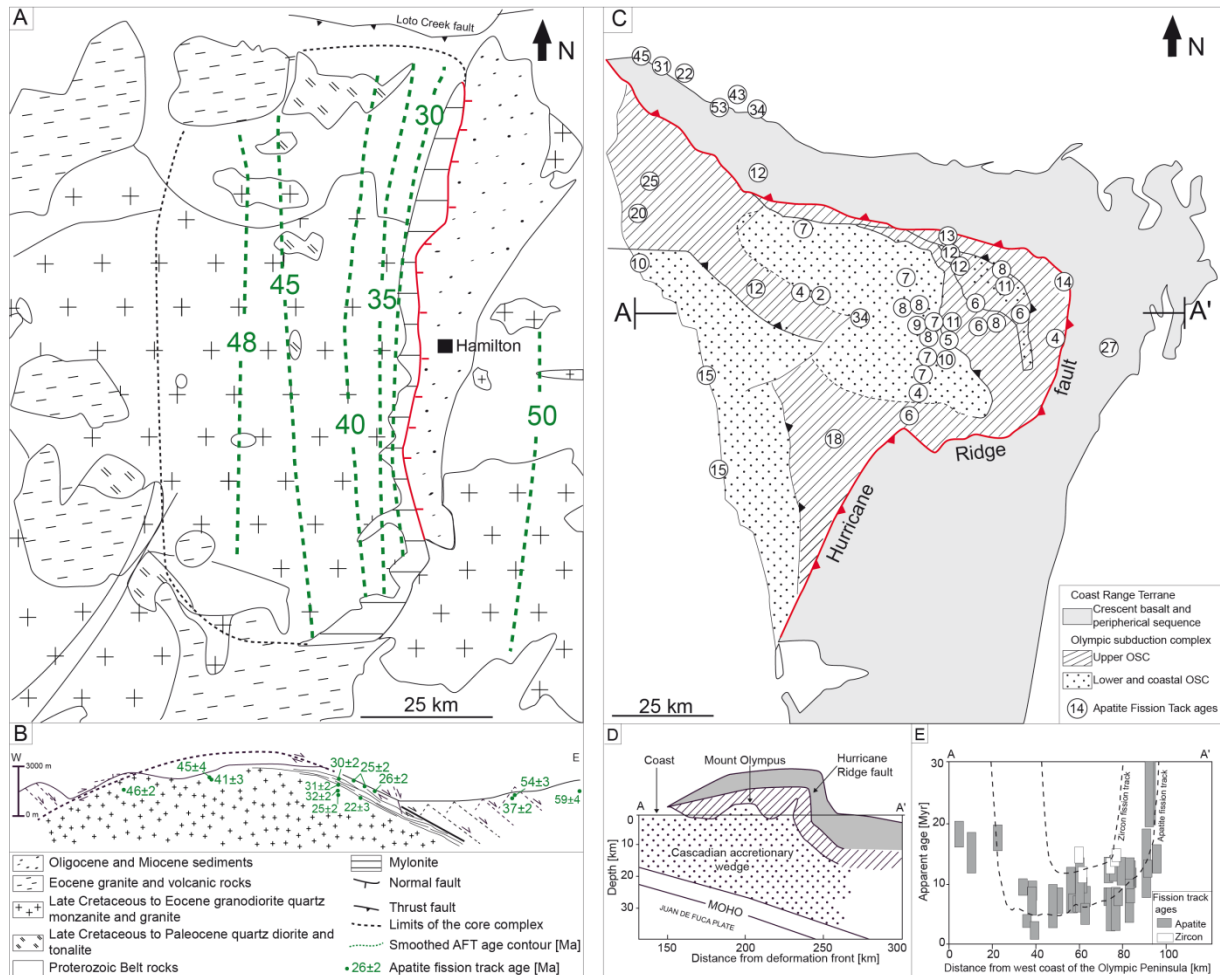 A
Loto Creek fault
N
30
45
35
48
Hamilton
40
50
25 km
B
W
E
3000 m
0 m
45±4
41±3
46±2
30±2
25±2
26±2
31±2
32±2
25±2
22±3
54±3
37±2
59±4
Oligocene and Miocene sediments
Eocene granite and volcanic rocks
Late Cretaceous to Eocene granodiorite quartz
monzanite and granite
Late Cretaceous to Paleocene quartz diorite and
tonalite
Proterozoic Belt rocks
Mylonite
Normal fault
Thrust fault
Limits of the core complex
Smoothed AFT age contour [Ma]
26±2 Apatite fission track age [Ma]
C
N
45
31
22
53
43
34
12
25
20
7
13
12
12
8
11
14
10
12
4
2
7
34
8
8
9
7
11
6
6
8
6
8
5
4
27
7
10
7
4
15
6
18
15
A
A'
Hurricane
Ridge
fault
25 km
Coast Range Terrane
Crescent basalt and
peripherical sequence
Olympic subduction complex
Upper OSC
Lower and coastal OSC
14 Apatite Fission Tack ages
D
Coast
Mount Olympus
Hurricane
Ridge fault
A
A'
0
10
20
30
Depth [km]
Cascadian accretionary
wedge
MOHO
JUAN DE FUCA PLATE
150
200
250
300
Distance from deformation front [km]
E
A
A'
30
20
10
0
Apparent age [Myr]
Zircon fission track
Apatite fission track
Fission track
ages
Apatite
Zircon
0
20
40
60
80
100
Distance from west coast of the Olympic Peninsula [km]